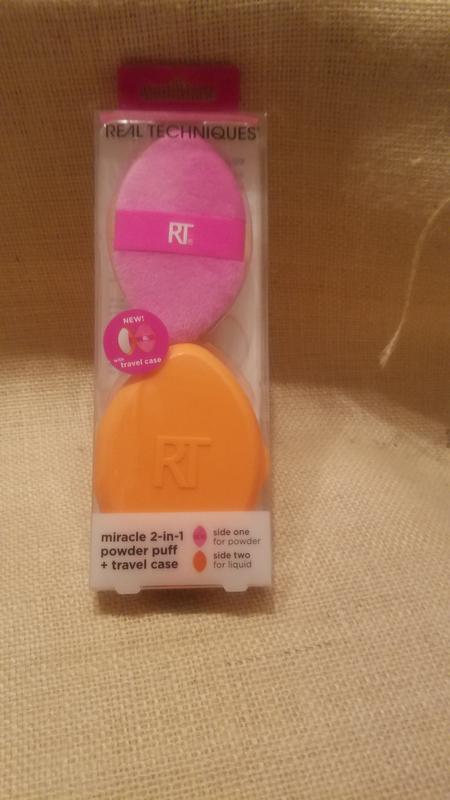 REAL TECHNIQUES®
RT®
NEW!
with
travel case
RT
miracle 2-in-1
powder puff
+ travel case
side one
for powder
side two
for liquid